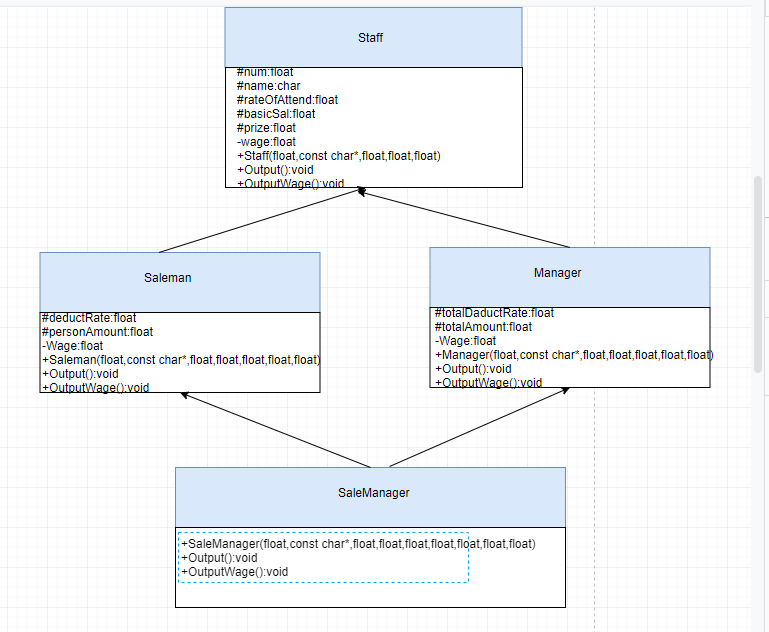 Staff
#num:float
#name:char
#rateOfAttend:float
#basicSal:float
#prize:float
-wage:float
+Staff(float,const char*,float,float,float)
+Output():void
+OutputWage():void
Saleman
#deductRate:float
#personAmount:float
-Wage:float
+Saleman(float,const char*,float,float,float,float,float)
+Output():void
+OutputWage():void
Manager
#totalDaductRate:float
#totalAmount:float
-Wage:float
+Manager(float,const char*,float,float,float,float,float)
+Output():void
+OutputWage():void
SaleManager
+SaleManager(float,const char*,float,float,float,float,float,float,float)
+Output():void
+OutputWage():void